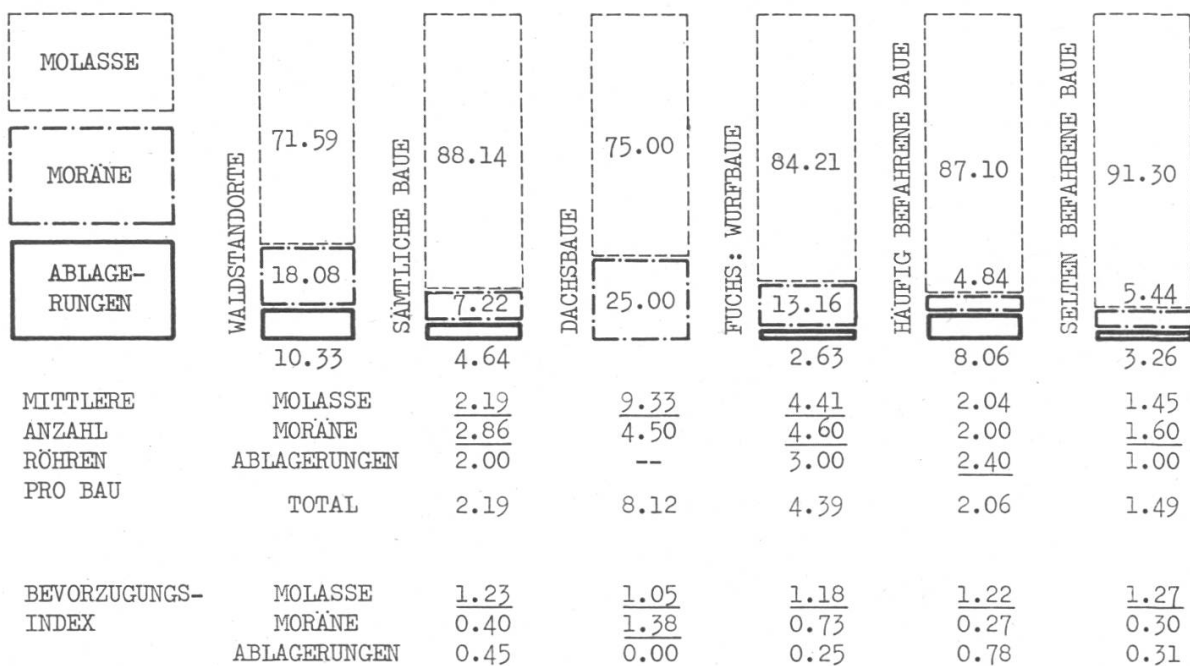 MOLASSE
MORÄNE
ABLAGE-
RUNGEN
WALDSTANDORTE
71.59
18.08
10.33
SÄMTLICHE BAUE
88.14
7.22
4.64
DACHSBAUE
75.00
25.00
FUCHS: WURFBAUE
84.21
13.16
2.63
HÄUFIG BEFAHRENE BAUE
87.10
4.84
8.06
SELTEN BEFAHRENE BAUE
91.30
5.44
3.26
MITTLERE MOLASSE 2.19 9.33 4.41 2.04 1.45
ANZAHL MORÄNE 2.86 4.50 4.60 2.00 1.60
RÖHREN ABLAGERUNGEN 2.00 -- 3.00 2.40 1.00
PRO BAU TOTAL 2.19 8.12 4.39 2.06 1.49
BEVORZUGUNGS- MOLASSE 1.23 1.05 1.18 1.22 1.27
INDEX MORÄNE 0.40 1.38 0.73 0.27 0.30
ABLAGERUNGEN 0.45 0.00 0.25 0.78 0.31